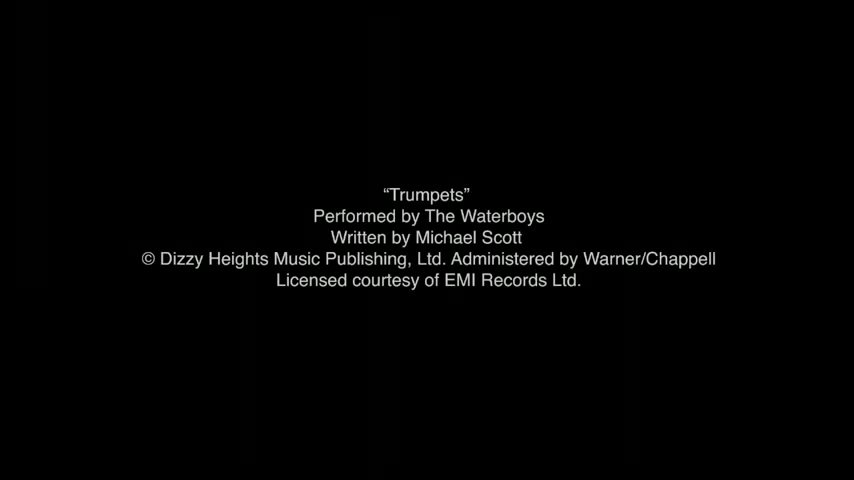 “Trumpets”
Performed by The Waterboys
Written by Michael Scott
© Dizzy Heights Music Publishing, Ltd. Administered by Warner/Chappell
Licensed courtesy of EMI Records Ltd.